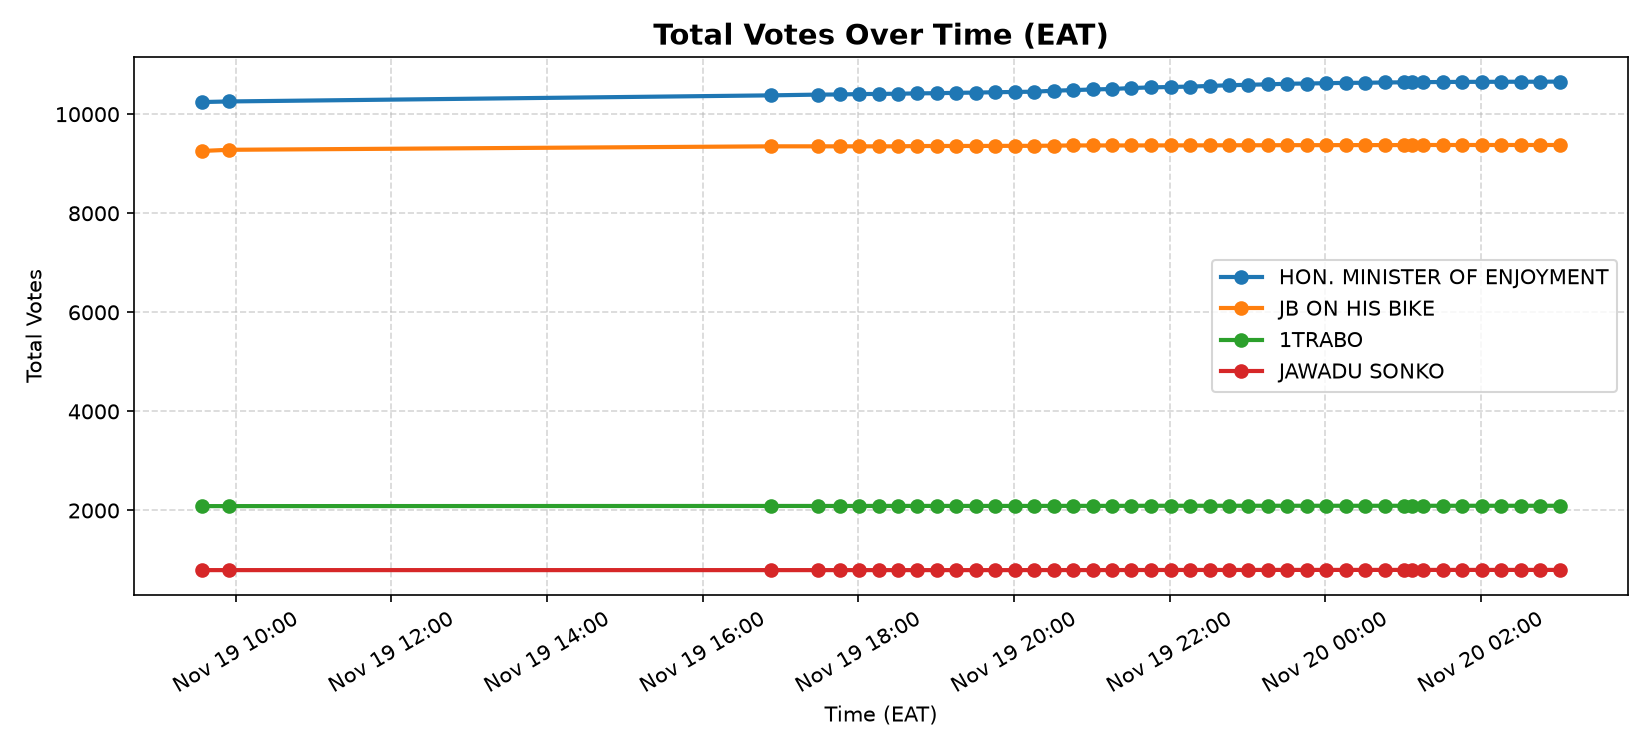 Total Votes Over Time (EAT)
Total Votes
10000
8000
6000
4000
2000
HON. MINISTER OF ENJOYMENT
JB ON HIS BIKE
1TRABO
JAWADU SONKO
Nov 19 10:00
Nov 19 12:00
Nov 19 14:00
Nov 19 16:00
Nov 19 18:00
Nov 19 20:00
Nov 19 22:00
Nov 20 00:00
Nov 20 02:00
Time (EAT)